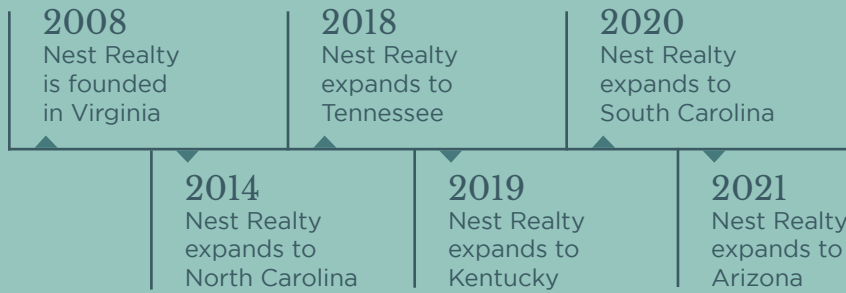 2008
Nest Realty
is founded
in Virginia
2014
Nest Realty
expands to
North Carolina
2018
Nest Realty
expands to
Tennessee
2019
Nest Realty
expands to
Kentucky
2020
Nest Realty
expands to
South Carolina
2021
Nest Realty
expands to
Arizona